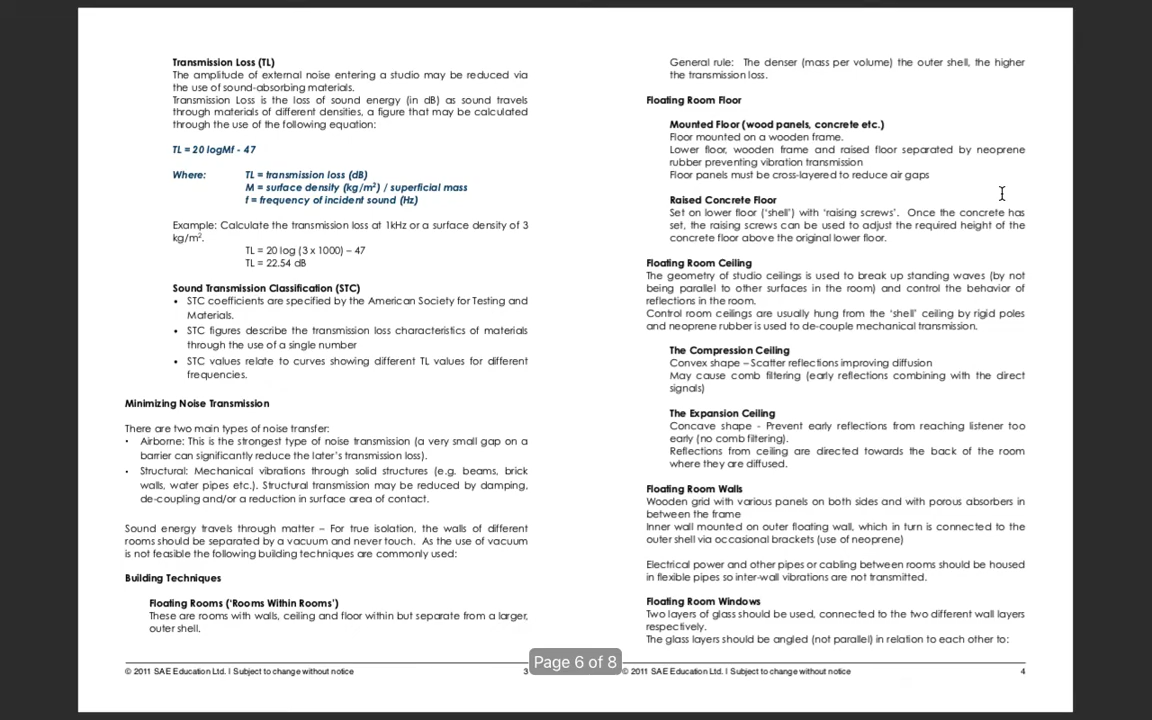 Transmission Loss (TL)
The amplitude of external noise entering a studio may be reduced via
the use of sound-absorbing materials.
Transmission Loss is the loss of sound energy (in dB) as sound travels
through materials of different densities, a figure that may be calculated
through the use of the following equation:
TL = 20 logMf - 47
Where: TL = transmission loss (dB)
M = surface density (kg/m²) / superficial mass
f = frequency of incident sound (Hz)
Example: Calculate the transmission loss at 1kHz or a surface density of 3
kg/m².
TL = 20 log (3 x 1000) – 47
TL = 22.54 dB
Sound Transmission Classification (STC)
• STC coefficients are specified by the American Society for Testing and
Materials.
• STC figures describe the transmission loss characteristics of materials
through the use of a single number
• STC values relate to curves showing different TL values for different
frequencies.
Minimizing Noise Transmission
There are two main types of noise transfer:
• Airborne: This is the strongest type of noise transmission (a very small gap on a
barrier can significantly reduce the later's transmission loss).
• Structural: Mechanical vibrations through solid structures (e.g. beams, brick
walls, water pipes etc.). Structural transmission may be reduced by damping,
de-coupling and/or a reduction in surface area of contact.
Sound energy travels through matter – For true isolation, the walls of different
rooms should be separated by a vacuum and never touch. As the use of vacuum
is not feasible the following building techniques are commonly used:
Building Techniques
Floating Rooms ('Rooms Within Rooms')
These are rooms with walls, ceiling and floor within but separate from a larger,
outer shell.
© 2011 SAE Education Ltd. I Subject to change without notice 3
General rule: The denser (mass per volume) the outer shell, the higher
the transmission loss.
Floating Room Floor
Mounted Floor (wood panels, concrete etc.)
Floor mounted on a wooden frame.
Lower floor, wooden frame and raised floor separated by neoprene
rubber preventing vibration transmission
Floor panels must be cross-layered to reduce air gaps
Raised Concrete Floor
Set on lower floor ('shell') with 'raising screws'. Once the concrete has
set, the raising screws can be used to adjust the required height of the
concrete floor above the original lower floor.
Floating Room Ceiling
The geometry of studio ceilings is used to break up standing waves (by not
being parallel to other surfaces in the room) and control the behavior of
reflections in the room.
Control room ceilings are usually hung from the 'shell' ceiling by rigid poles
and neoprene rubber is used to de-couple mechanical transmission.
The Compression Ceiling
Convex shape – Scatter reflections improving diffusion
May cause comb filtering (early reflections combining with the direct
signals)
The Expansion Ceiling
Concave shape - Prevent early reflections from reaching listener too
early (no comb filtering).
Reflections from ceiling are directed towards the back of the room
where they are diffused.
Floating Room Walls
Wooden grid with various panels on both sides and with porous absorbers in
between the frame
Inner wall mounted on outer floating wall, which in turn is connected to the
outer shell via occasional brackets (use of neoprene)
Electrical power and other pipes or cabling between rooms should be housed
in flexible pipes so inter-wall vibrations are not transmitted.
Floating Room Windows
Two layers of glass should be used, connected to the two different wall layers
respectively.
The glass layers should be angled (not parallel) in relation to each other to:
© 2011 SAE Education Ltd. I Subject to change without notice 4
Page 6 of 8